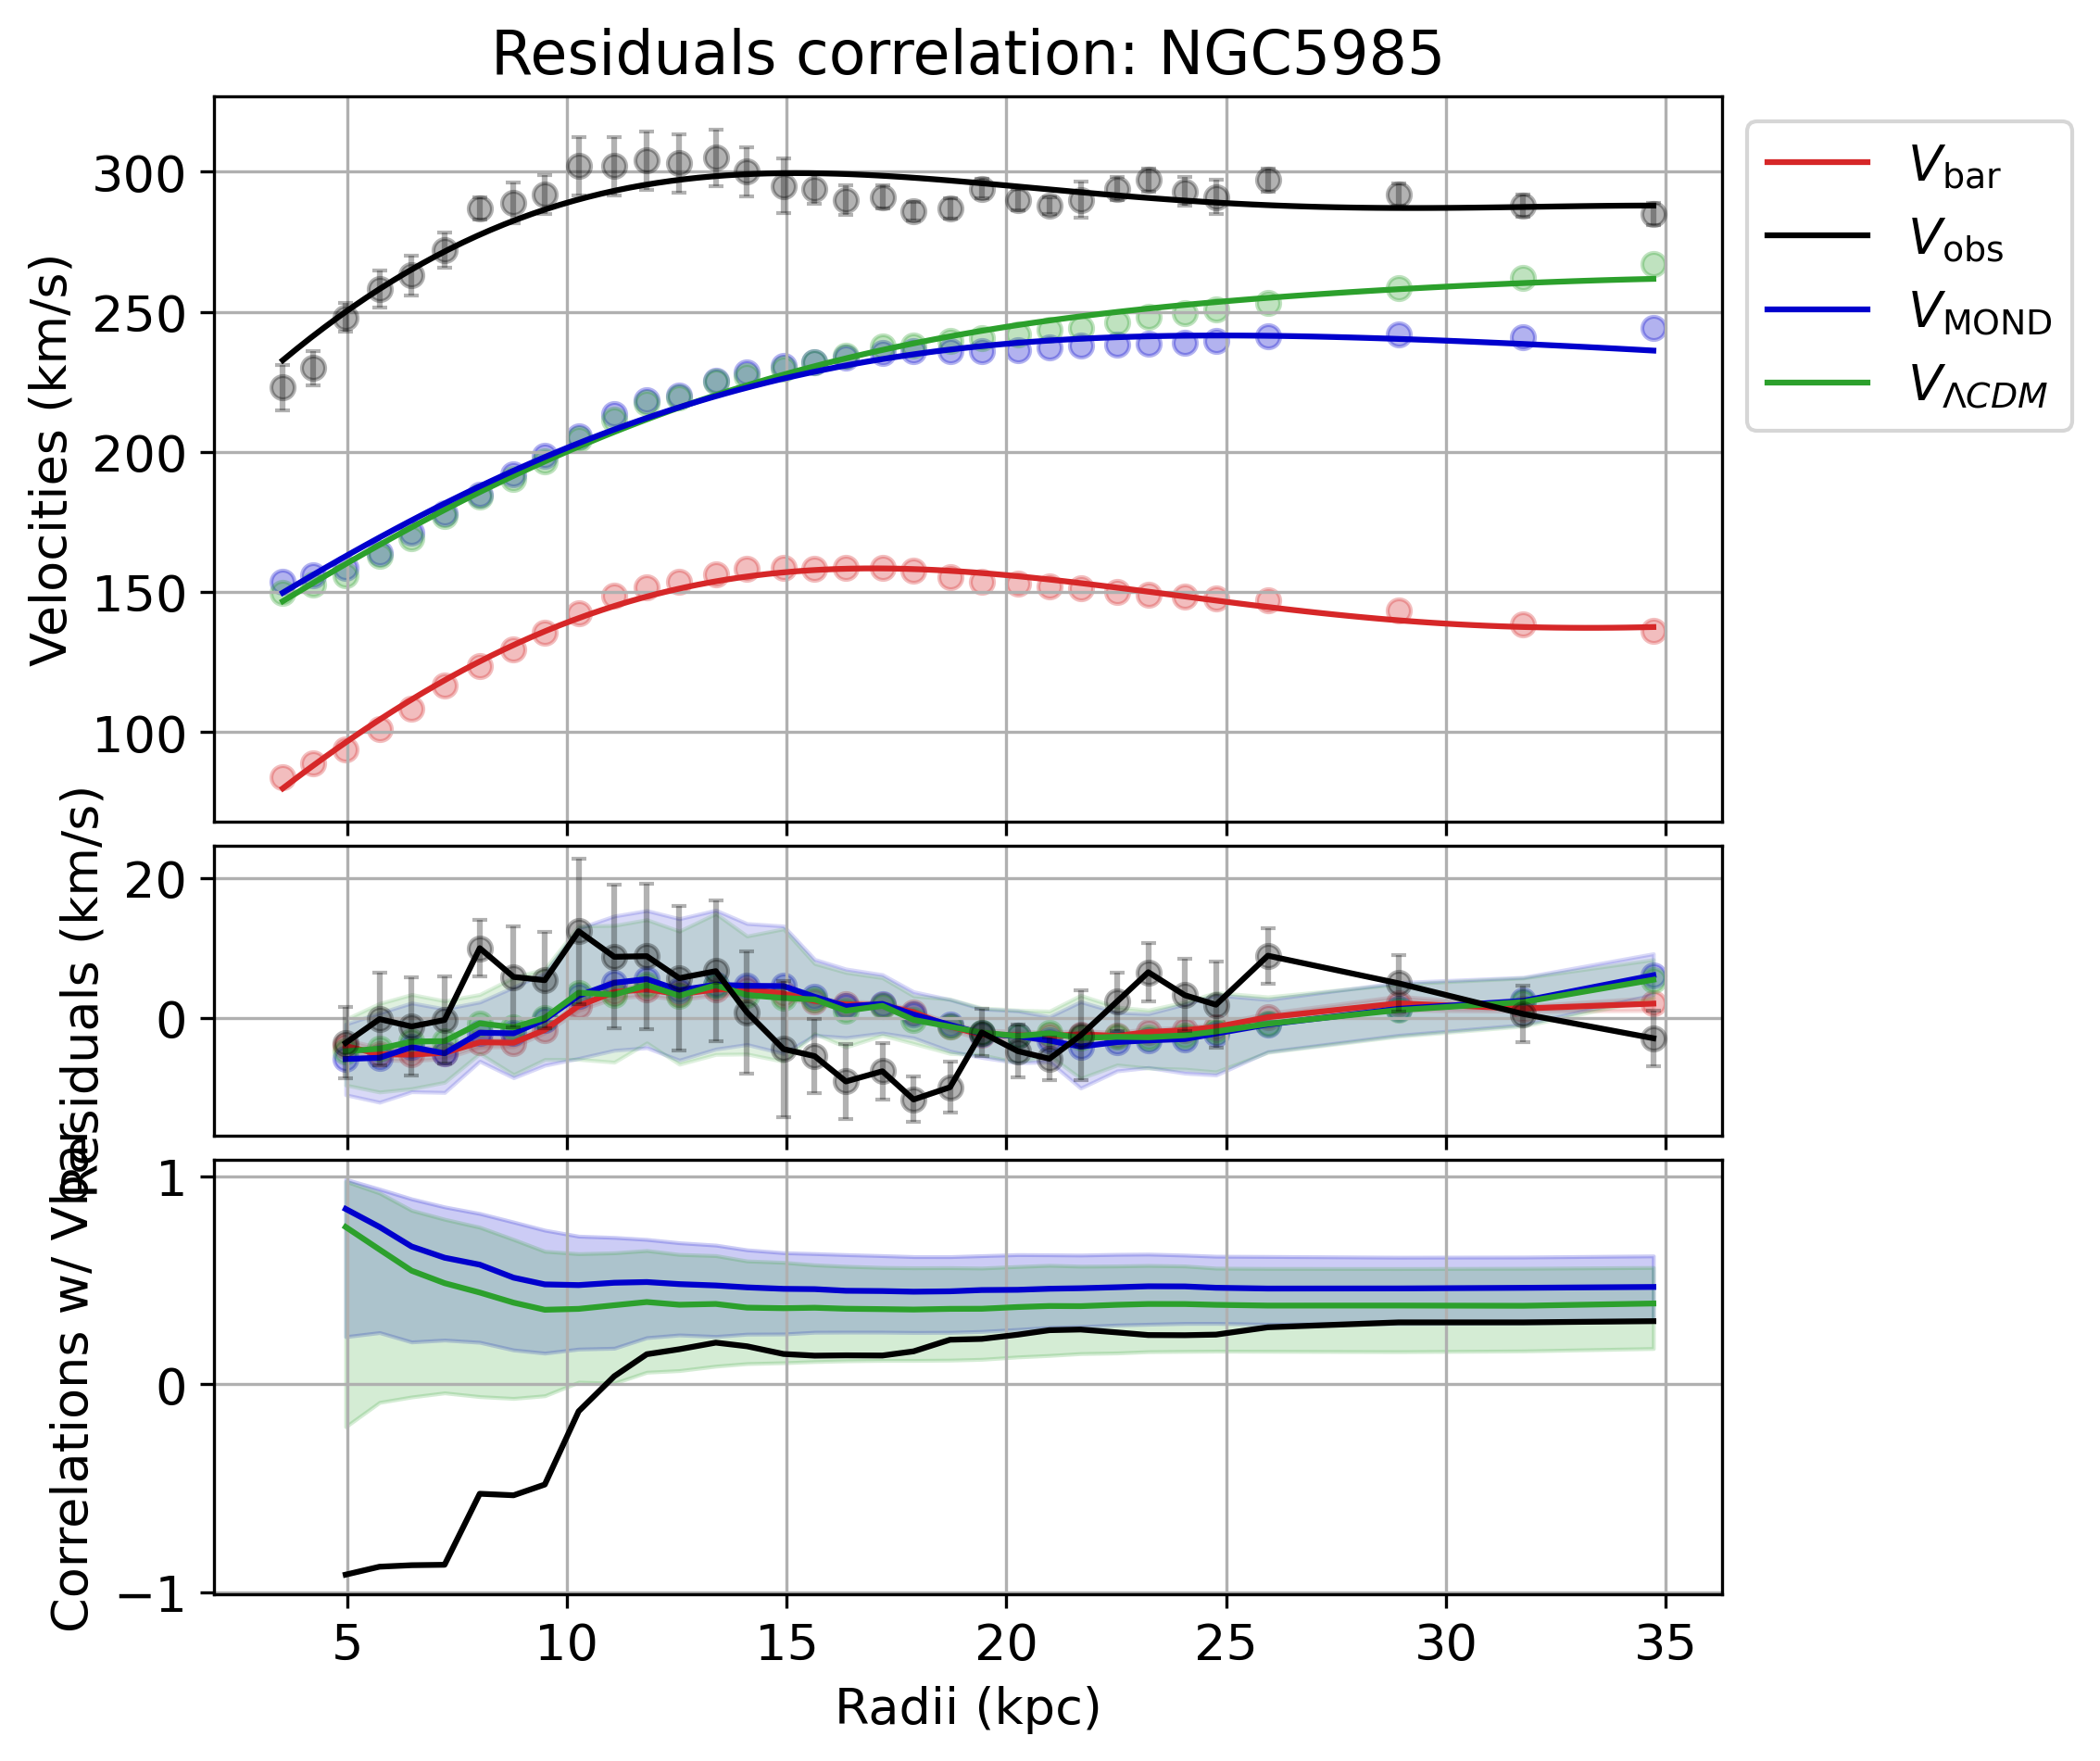 Residuals correlation: NGC5985
Velocities (km/s)
300
250
200
150
100
V_bar
V_obs
V_MOND
V_ΛCDM
Residuals (km/s)
20
0
Correlations w/ Vbar
1
0
−1
5 10 15 20 25 30 35
Radii (kpc)